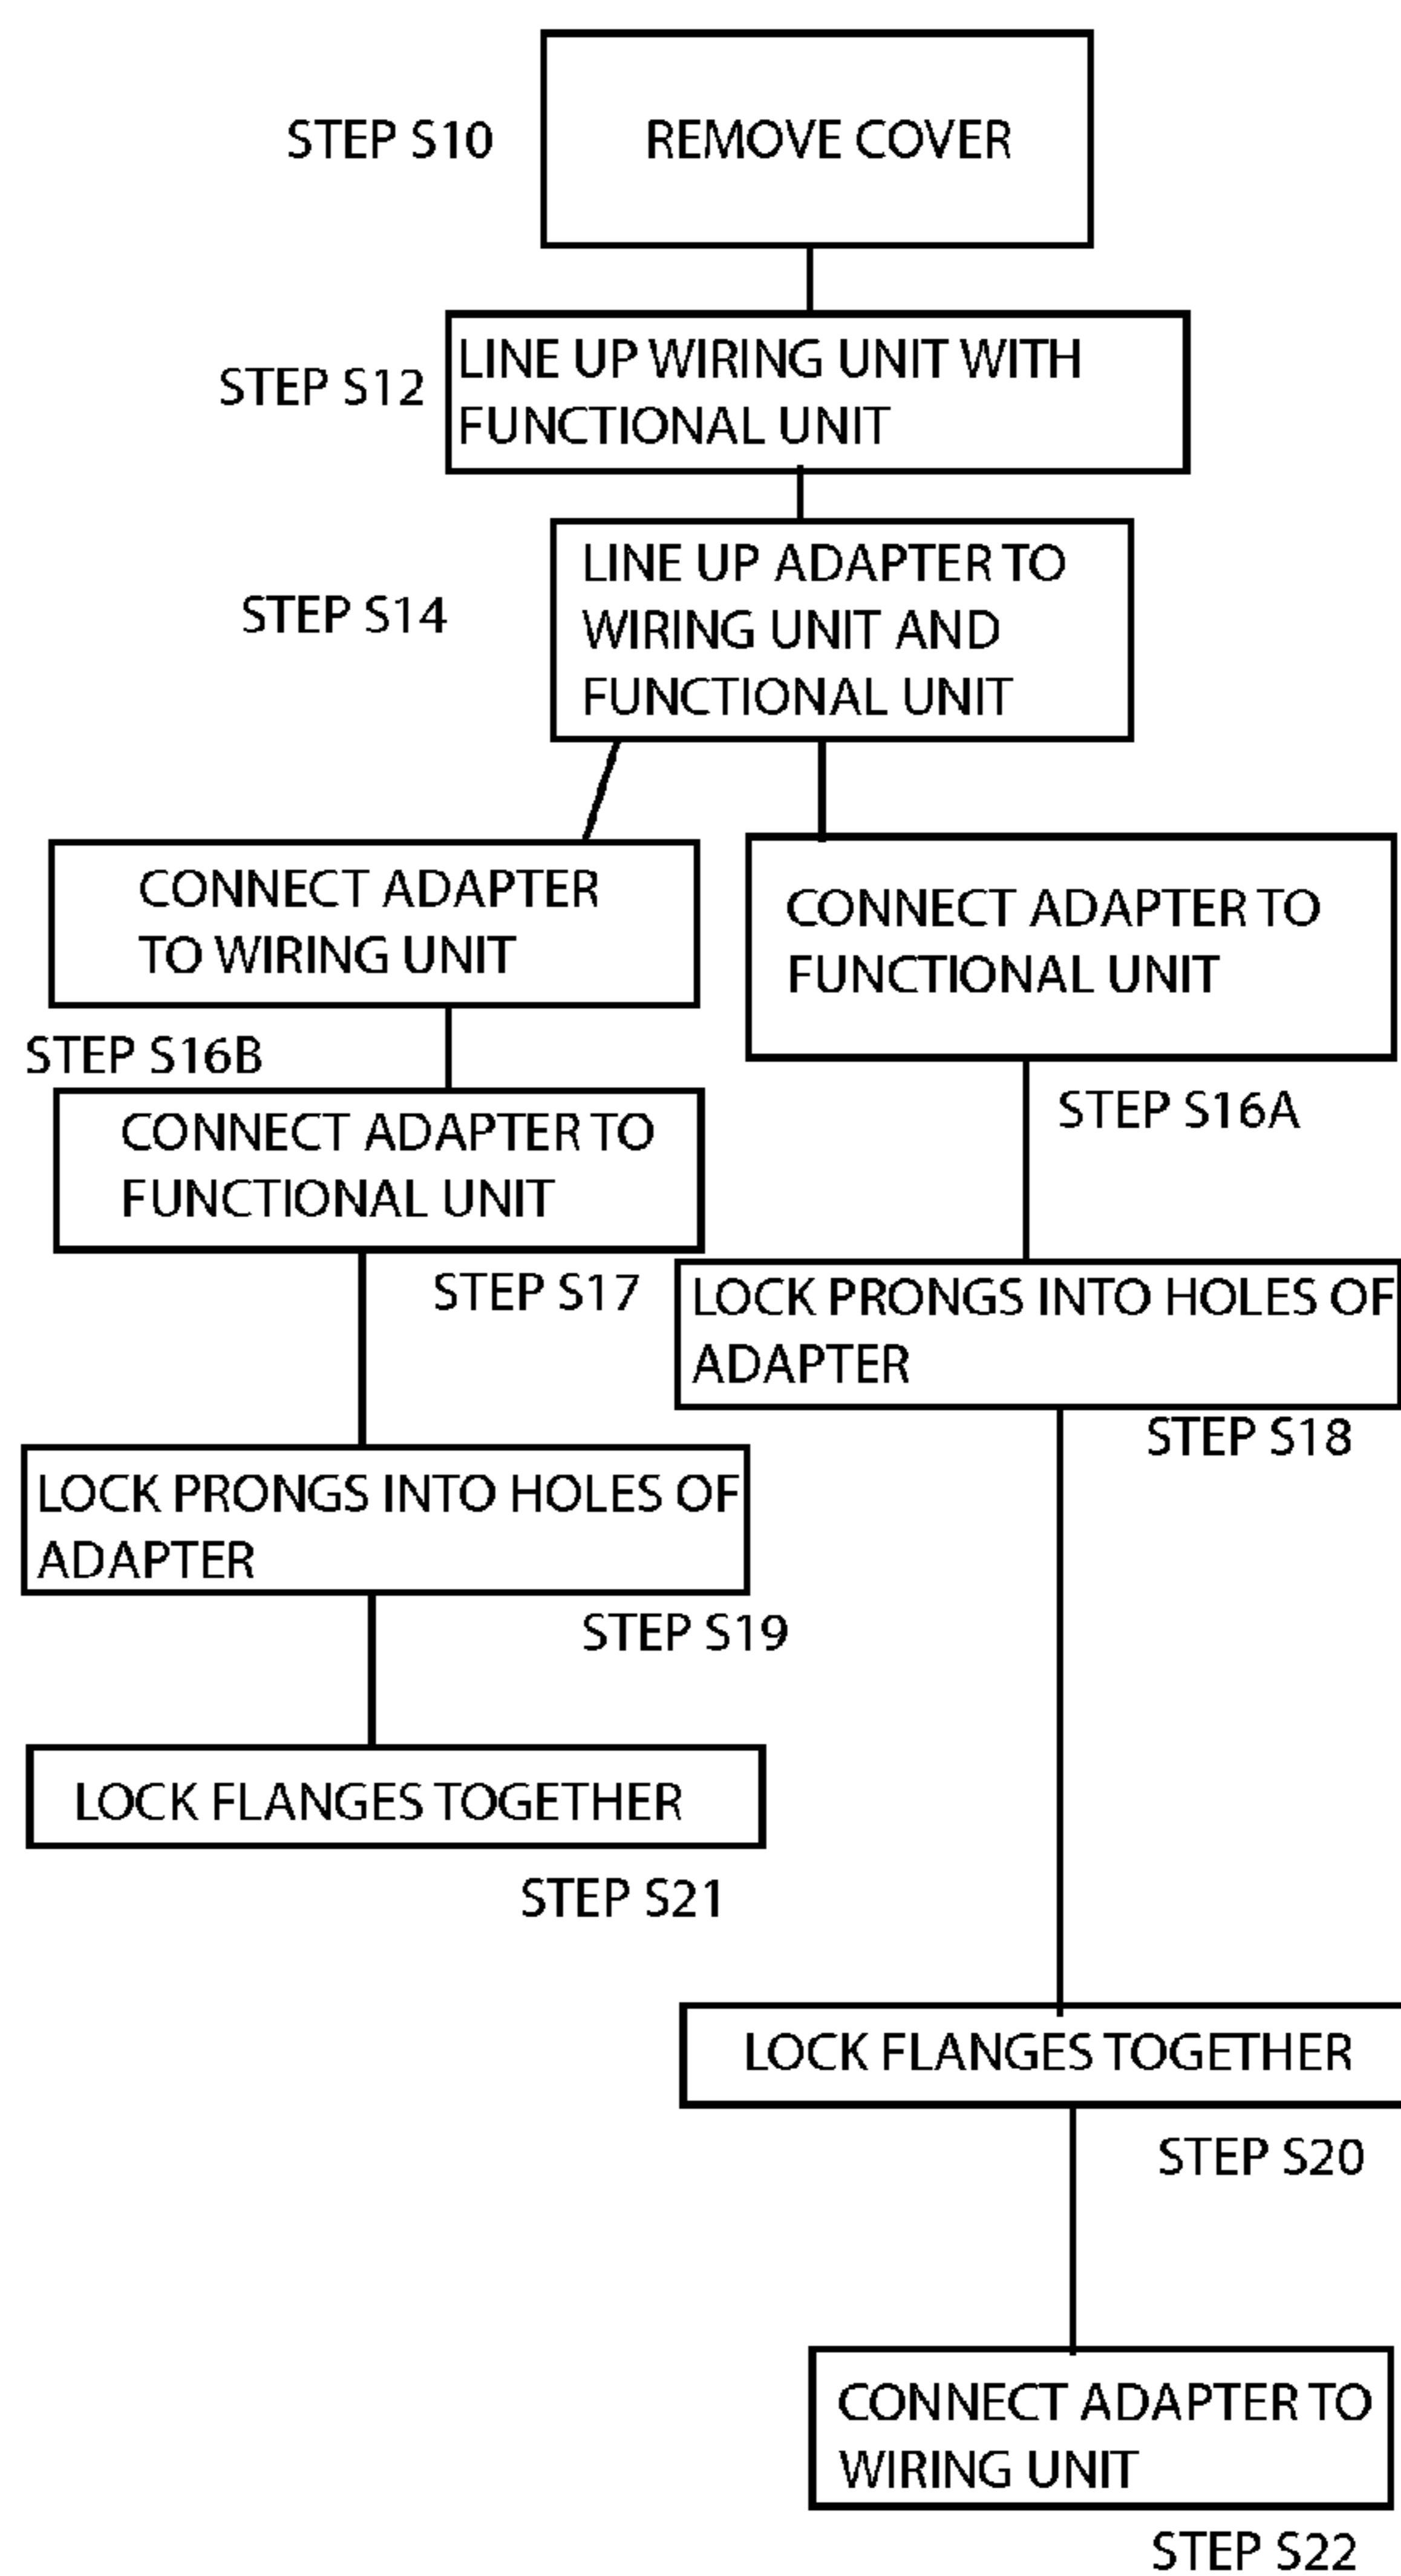 STEP S10
REMOVE COVER
STEP S12
LINE UP WIRING UNIT WITH
FUNCTIONAL UNIT
STEP S14
LINE UP ADAPTER TO
WIRING UNIT AND
FUNCTIONAL UNIT
CONNECT ADAPTER
TO WIRING UNIT
STEP S16B
CONNECT ADAPTER TO
FUNCTIONAL UNIT
STEP S16A
CONNECT ADAPTER TO
FUNCTIONAL UNIT
STEP S17
LOCK PRONGS INTO HOLES OF
ADAPTER
STEP S18
LOCK PRONGS INTO HOLES OF
ADAPTER
STEP S19
LOCK FLANGES TOGETHER
STEP S21
LOCK FLANGES TOGETHER
STEP S20
CONNECT ADAPTER TO
WIRING UNIT
STEP S22